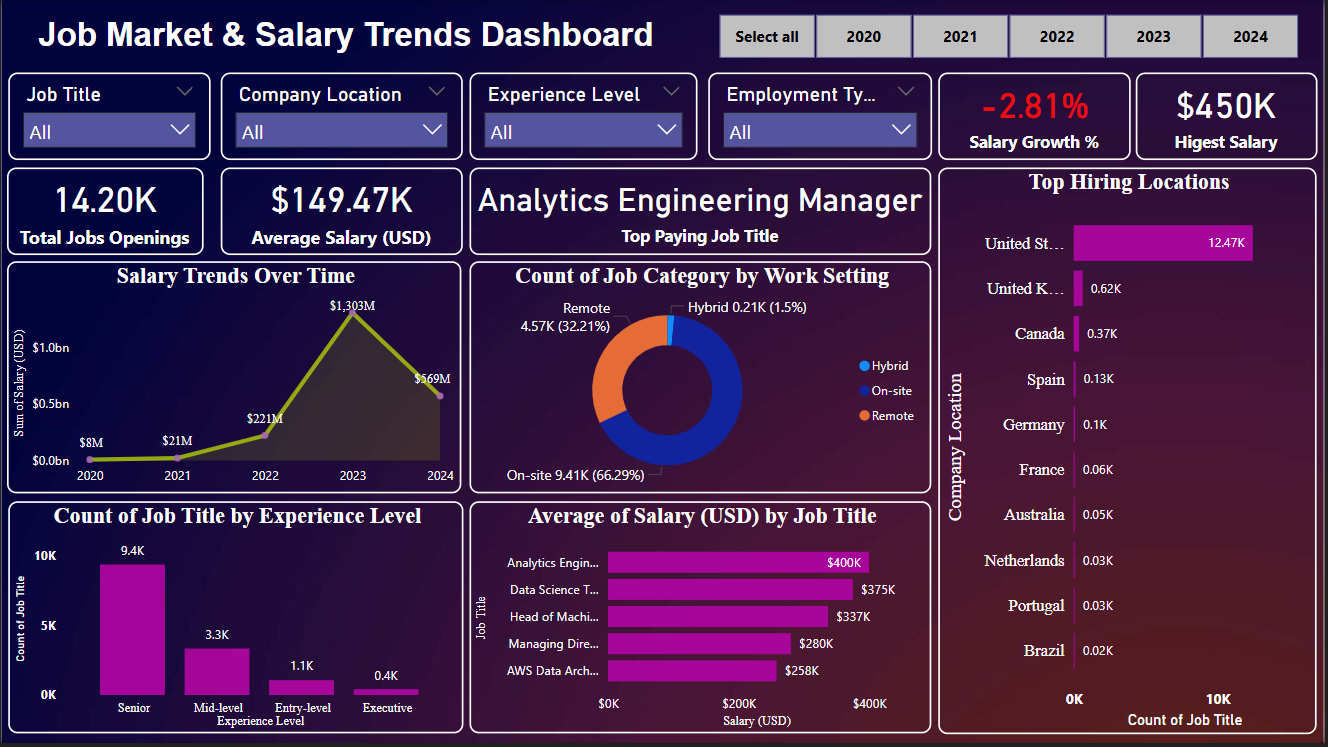 Job Market & Salary Trends Dashboard
Select all
2020
2021
2022
2023
2024
Job Title
All
Company Location
All
Experience Level
All
Employment Ty...
All
-2.81%
Salary Growth %
$450K
Higest Salary
14.20K
Total Jobs Openings
$149.47K
Average Salary (USD)
Analytics Engineering Manager
Top Paying Job Title
Salary Trends Over Time
Sum of Salary (USD)
$1.0bn
$0.5bn
$0.0bn
$8M
$21M
$221M
$1,303M
$569M
2020
2021
2022
2023
2024
Count of Job Category by Work Setting
Remote
4.57K (32.21%)
Hybrid 0.21K (1.5%)
On-site 9.41K (66.29%)
Hybrid
On-site
Remote
Top Hiring Locations
Company Location
United St... 12.47K
United K... 0.62K
Canada 0.37K
Spain 0.13K
Germany 0.1K
France 0.06K
Australia 0.05K
Netherlands 0.03K
Portugal 0.03K
Brazil 0.02K
0K 10K
Count of Job Title
Count of Job Title by Experience Level
Count of Job Title
10K
5K
0K
9.4K
3.3K
1.1K
0.4K
Senior
Mid-level
Entry-level
Executive
Experience Level
Average of Salary (USD) by Job Title
Job Title
Analytics Engin... $400K
Data Science T... $375K
Head of Machi... $337K
Managing Dire... $280K
AWS Data Arch... $258K
$0K $200K $400K
Salary (USD)